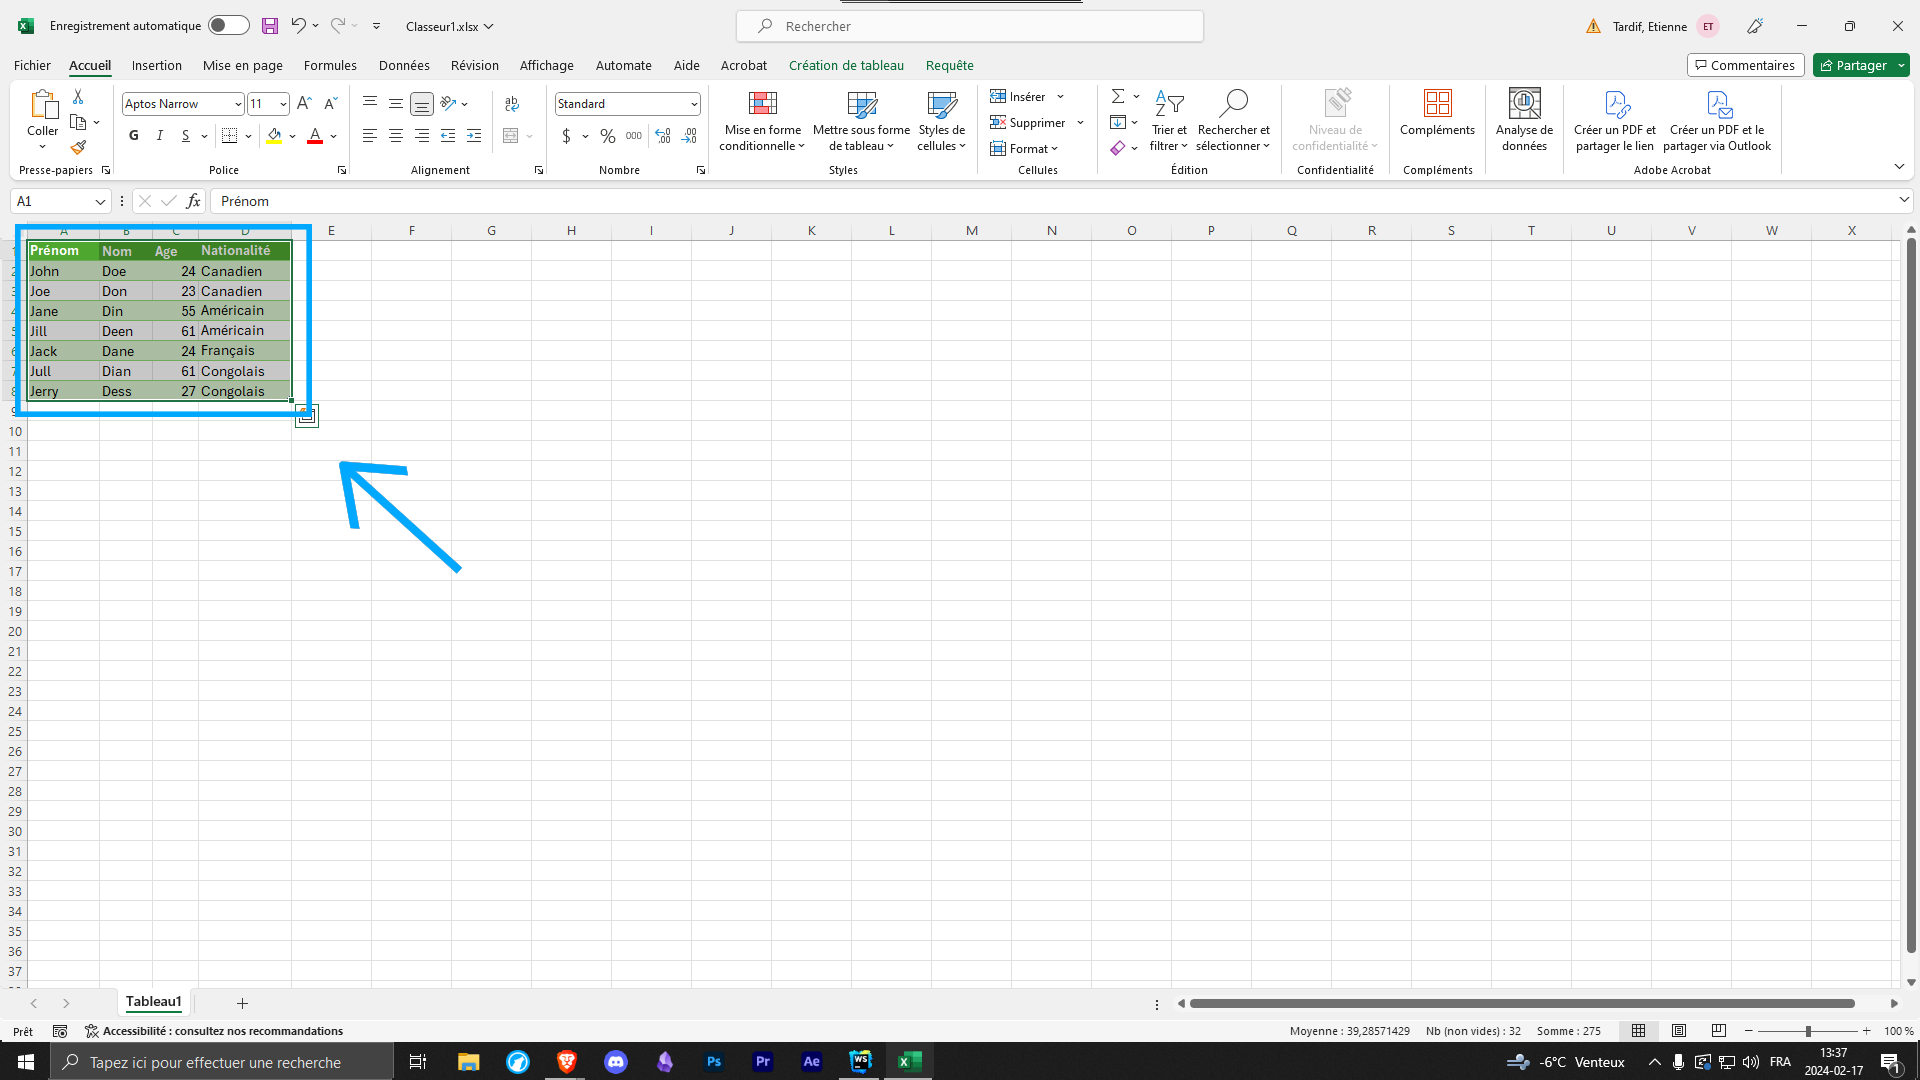 Enregistrement automatique
Classeur1.xlsx
Rechercher
Tardif, Etienne
ET
Fichier Accueil Insertion Mise en page Formules Données Révision Affichage Automate Aide Acrobat Création de tableau Requête
Commentaires
Partager
Coller
Presse-papiers
Aptos Narrow 11
G I S A
Police
ab
Alignement
Standard
$ % 000
Nombre
Mise en forme conditionnelle
Mettre sous forme de tableau
Styles de cellules
Styles
Insérer
Supprimer
Format
Cellules
Trier et filtrer
Rechercher et sélectionner
Édition
Niveau de confidentialité
Confidentialité
Compléments
Compléments
Analyse de données
Créer un PDF et partager le lien
Créer un PDF et le partager via Outlook
Adobe Acrobat
A1 fx Prénom
A B C D E F G H I J K L M N O P Q R S T U V W X
Prénom Nom Age Nationalité
John Doe 24 Canadien
Joe Don 23 Canadien
Jane Din 55 Américain
Jill Deen 61 Américain
Jack Dane 24 Français
Jull Dian 61 Congolais
Jerry Dess 27 Congolais
10
11
12
13
14
15
16
17
18
19
20
21
22
23
24
25
26
27
28
29
30
31
32
33
34
35
36
37
Tableau1
Prêt
Accessibilité : consultez nos recommandations
Moyenne : 39,28571429 Nb (non vides) : 32 Somme : 275
100 %
Tapez ici pour effectuer une recherche
Ps Pr Ae WS
-6°C Venteux
FRA
13:37
2024-02-17
1